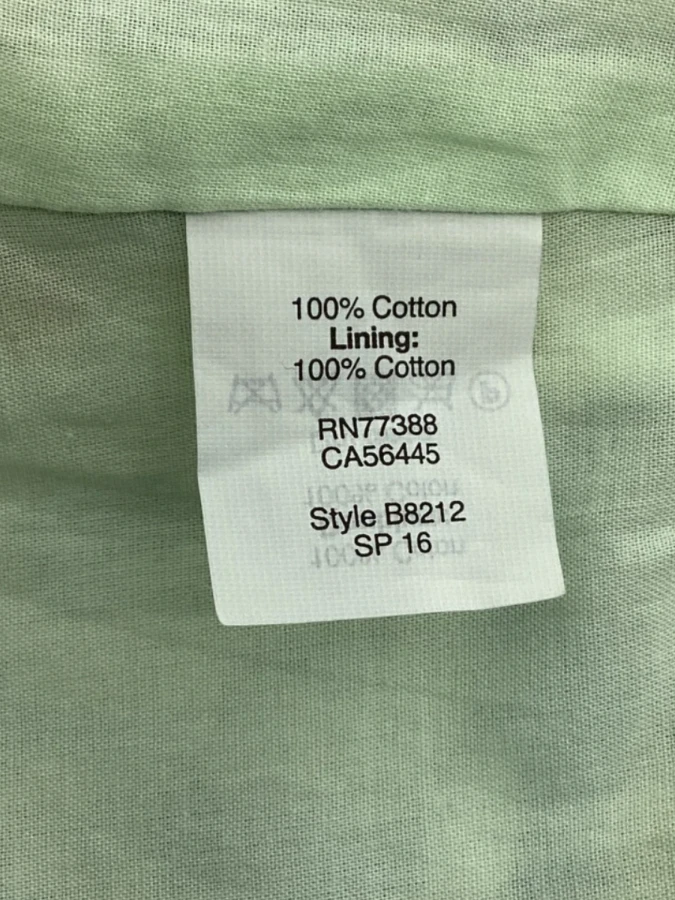 100% Cotton
Lining:
100% Cotton
RN77388
CA56445
Style B8212
SP 16